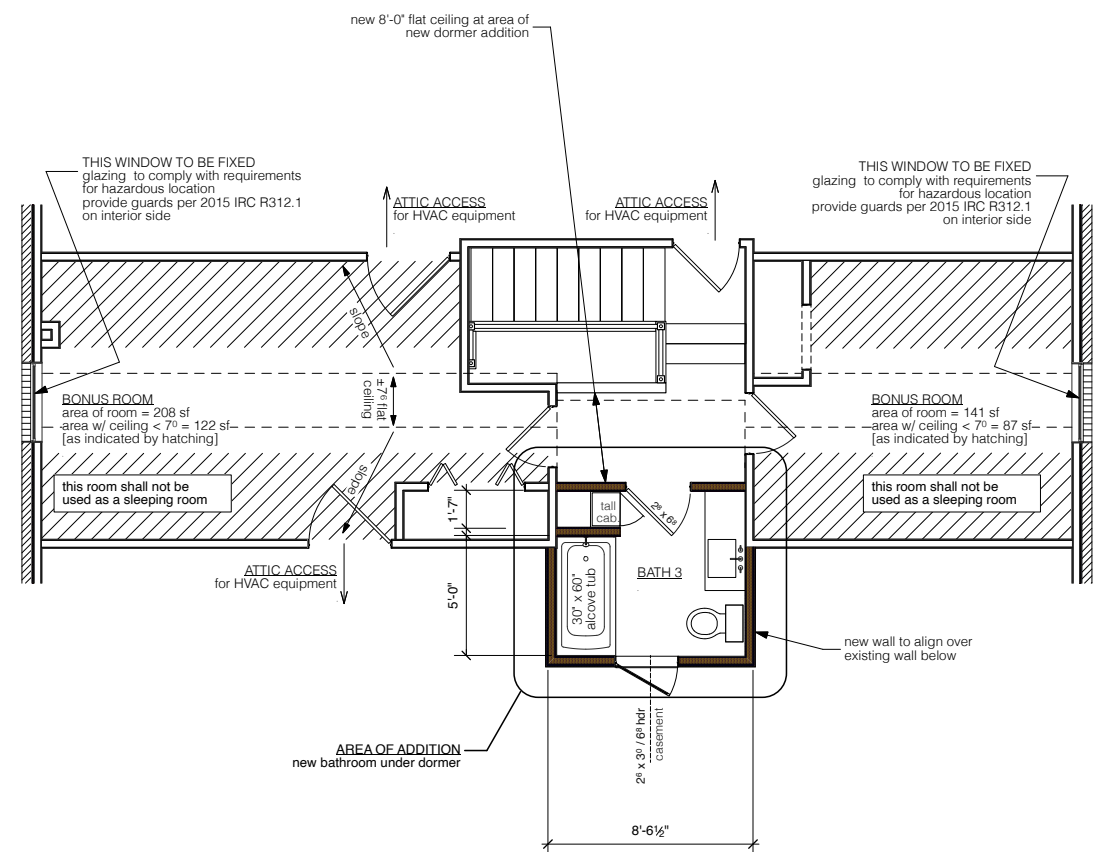 new 8'-0" flat ceiling at area of
new dormer addition
THIS WINDOW TO BE FIXED
glazing to comply with requirements
for hazardous location
provide guards per 2015 IRC R312.1
on interior side
THIS WINDOW TO BE FIXED
glazing to comply with requirements
for hazardous location
provide guards per 2015 IRC R312.1
on interior side
ATTIC ACCESS
for HVAC equipment
ATTIC ACCESS
for HVAC equipment
slope
±7⁶ flat
ceiling
slope
BONUS ROOM
area of room = 208 sf
area w/ ceiling < 7⁰ = 122 sf
[as indicated by hatching]
this room shall not be
used as a sleeping room
BONUS ROOM
area of room = 141 sf
area w/ ceiling < 7⁰ = 87 sf
[as indicated by hatching]
this room shall not be
used as a sleeping room
1'-7"
tall
cab.
2⁸ x 6⁸
ATTIC ACCESS
for HVAC equipment
5'-0"
30" x 60"
alcove tub
BATH 3
new wall to align over
existing wall below
2⁶ x 3⁰ / 6⁸ hdr
casement
AREA OF ADDITION
new bathroom under dormer
8'-6½"